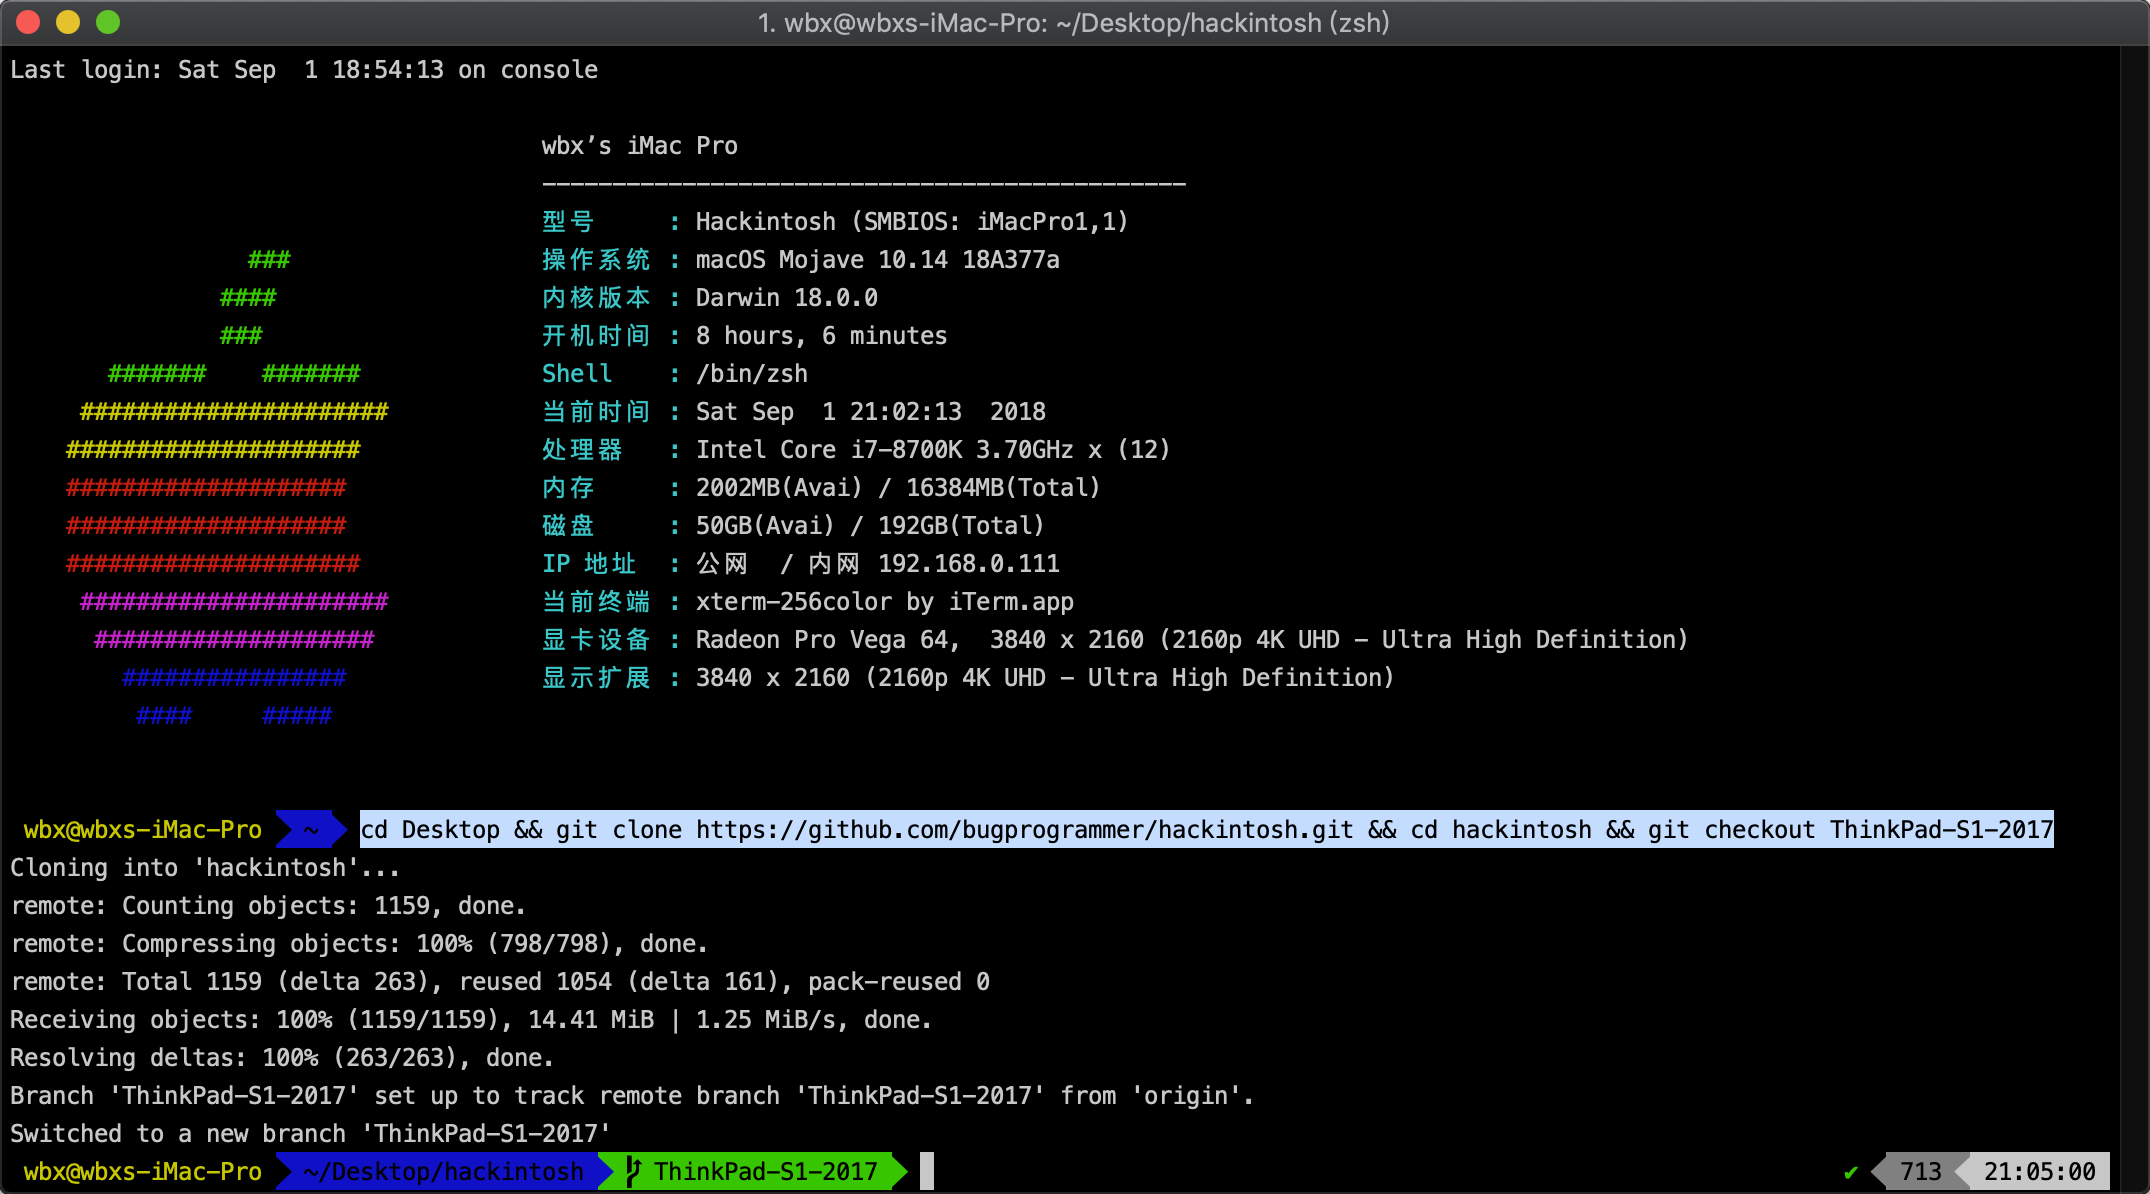 1. wbx@wbxs-iMac-Pro: ~/Desktop/hackintosh (zsh)
Last login: Sat Sep  1 18:54:13 on console
wbx’s iMac Pro
----------------------------------------------
型号 : Hackintosh (SMBIOS: iMacPro1,1)
### 操作系统 : macOS Mojave 10.14 18A377a
#### 内核版本 : Darwin 18.0.0
### 开机时间 : 8 hours, 6 minutes
####### ####### Shell : /bin/zsh
###################### 当前时间 : Sat Sep  1 21:02:13  2018
##################### 处理器 : Intel Core i7-8700K 3.70GHz x (12)
#################### 内存 : 2002MB(Avai) / 16384MB(Total)
#################### 磁盘 : 50GB(Avai) / 192GB(Total)
##################### IP 地址 : 公网  / 内网 192.168.0.111
###################### 当前终端 : xterm-256color by iTerm.app
#################### 显卡设备 : Radeon Pro Vega 64,  3840 x 2160 (2160p 4K UHD - Ultra High Definition)
################ 显示扩展 : 3840 x 2160 (2160p 4K UHD - Ultra High Definition)
#### #####
wbx@wbxs-iMac-Pro ~ cd Desktop && git clone https://github.com/bugprogrammer/hackintosh.git && cd hackintosh && git checkout ThinkPad-S1-2017
Cloning into 'hackintosh'...
remote: Counting objects: 1159, done.
remote: Compressing objects: 100% (798/798), done.
remote: Total 1159 (delta 263), reused 1054 (delta 161), pack-reused 0
Receiving objects: 100% (1159/1159), 14.41 MiB | 1.25 MiB/s, done.
Resolving deltas: 100% (263/263), done.
Branch 'ThinkPad-S1-2017' set up to track remote branch 'ThinkPad-S1-2017' from 'origin'.
Switched to a new branch 'ThinkPad-S1-2017'
wbx@wbxs-iMac-Pro ~/Desktop/hackintosh ThinkPad-S1-2017 ✔ 713 21:05:00